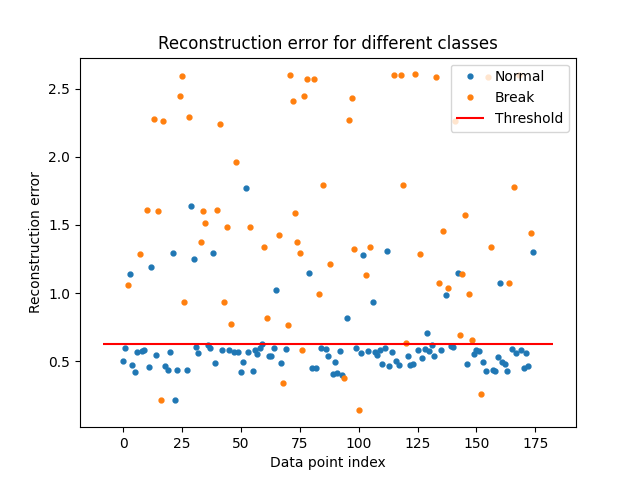 Reconstruction error for different classes
Normal
Break
Threshold
Reconstruction error
2.5
2.0
1.5
1.0
0.5
0
25
50
75
100
125
150
175
Data point index